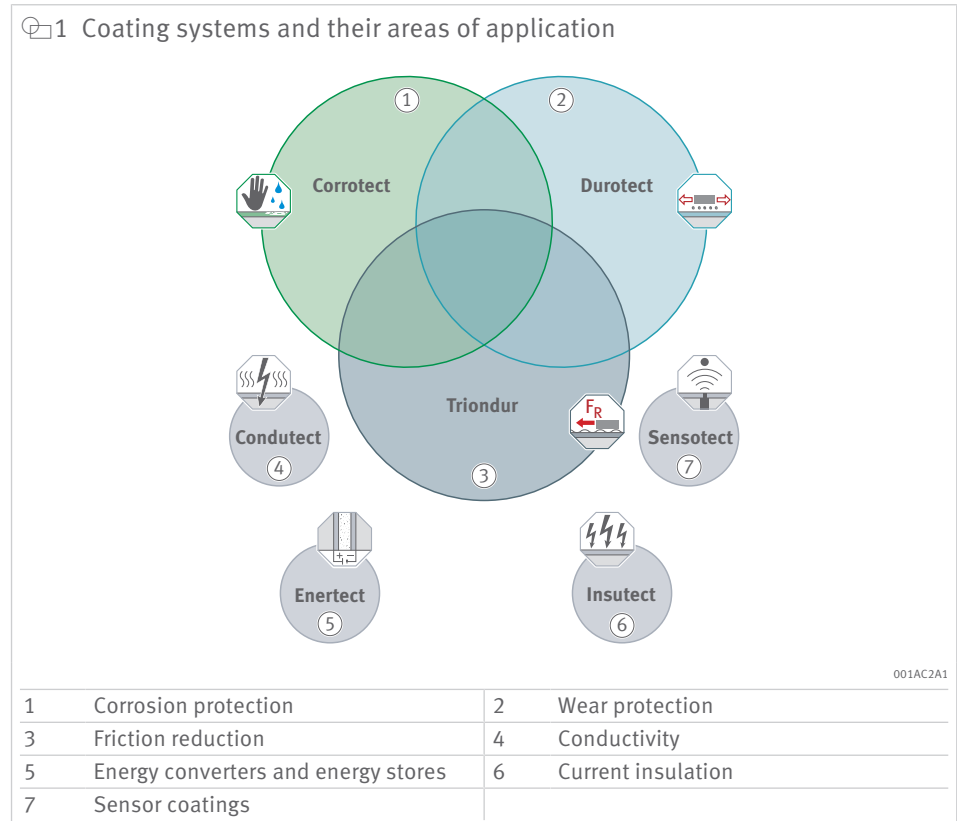 1 Coating systems and their areas of application
1
2
Corrotect
Durotect
Triondur
FR
Condutect
4
Sensotect
7
3
+ −
Enertect
5
Insutect
6
001AC2A1
1 Corrosion protection 2 Wear protection
3 Friction reduction 4 Conductivity
5 Energy converters and energy stores 6 Current insulation
7 Sensor coatings